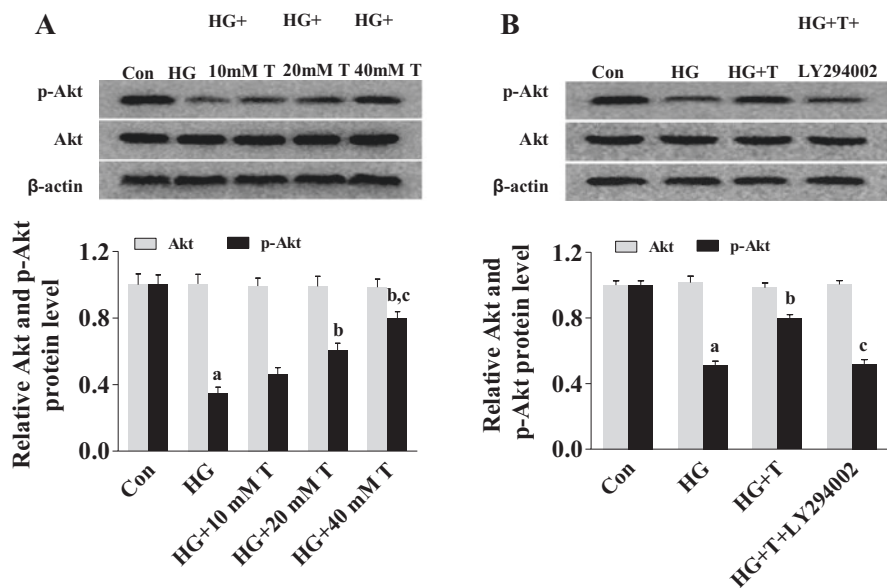 A
HG+ HG+ HG+
Con HG 10mM T 20mM T 40mM T
p-Akt
Akt
β-actin
Akt p-Akt
Relative Akt and p-Akt
protein level
1.2
0.8
0.4
0.0
a
b
b,c
Con
HG
HG+10 mM T
HG+20 mM T
HG+40 mM T
B
HG+T+
Con HG HG+T LY294002
p-Akt
Akt
β-actin
Akt p-Akt
Relative Akt and
p-Akt protein level
1.2
0.8
0.4
0.0
a
b
c
Con
HG
HG+T
HG+T+LY294002